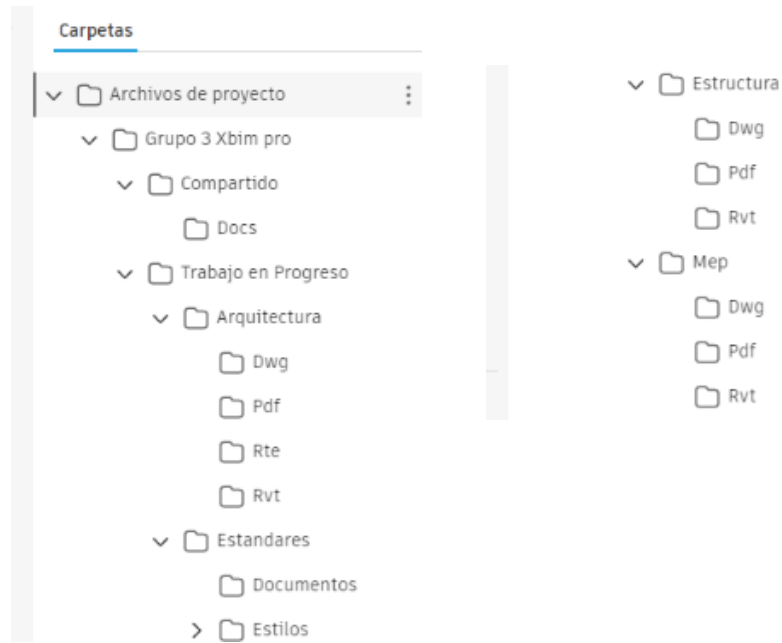 Carpetas
Archivos de proyecto
Grupo 3 Xbim pro
Compartido
Docs
Trabajo en Progreso
Arquitectura
Dwg
Pdf
Rte
Rvt
Estandares
Documentos
Estilos
Estructura
Dwg
Pdf
Rvt
Mep
Dwg
Pdf
Rvt